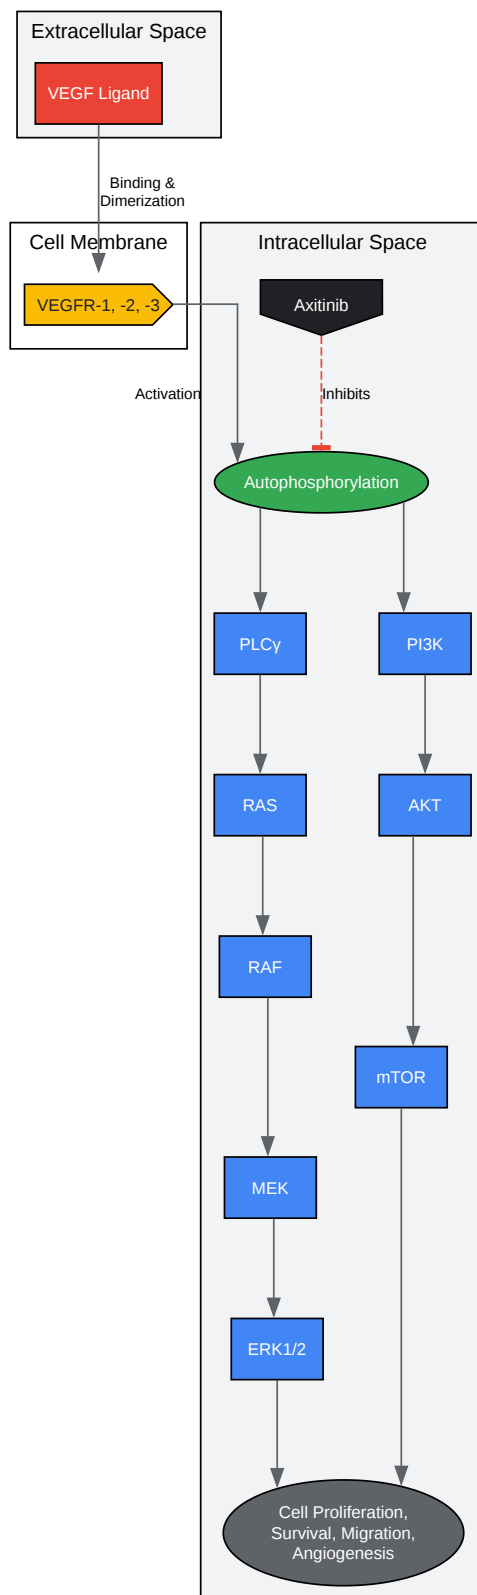 Extracellular Space
VEGF Ligand
Binding &
Dimerization
Cell Membrane
Intracellular Space
VEGFR-1, -2, -3
Axitinib
Activation
Inhibits
Autophosphorylation
PLCγ
PI3K
RAS
AKT
RAF
mTOR
MEK
ERK1/2
Cell Proliferation,
Survival, Migration,
Angiogenesis